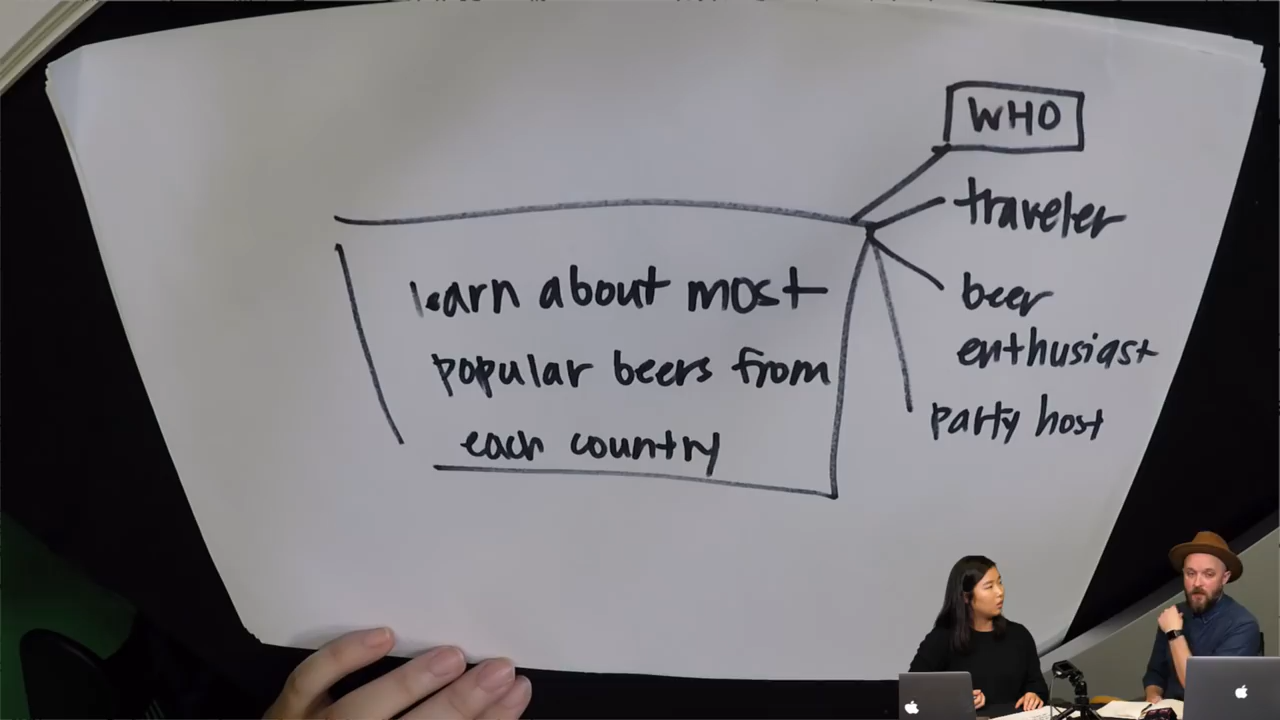 WHO
traveler
beer
enthusiast
party host
learn about most
popular beers from
each country